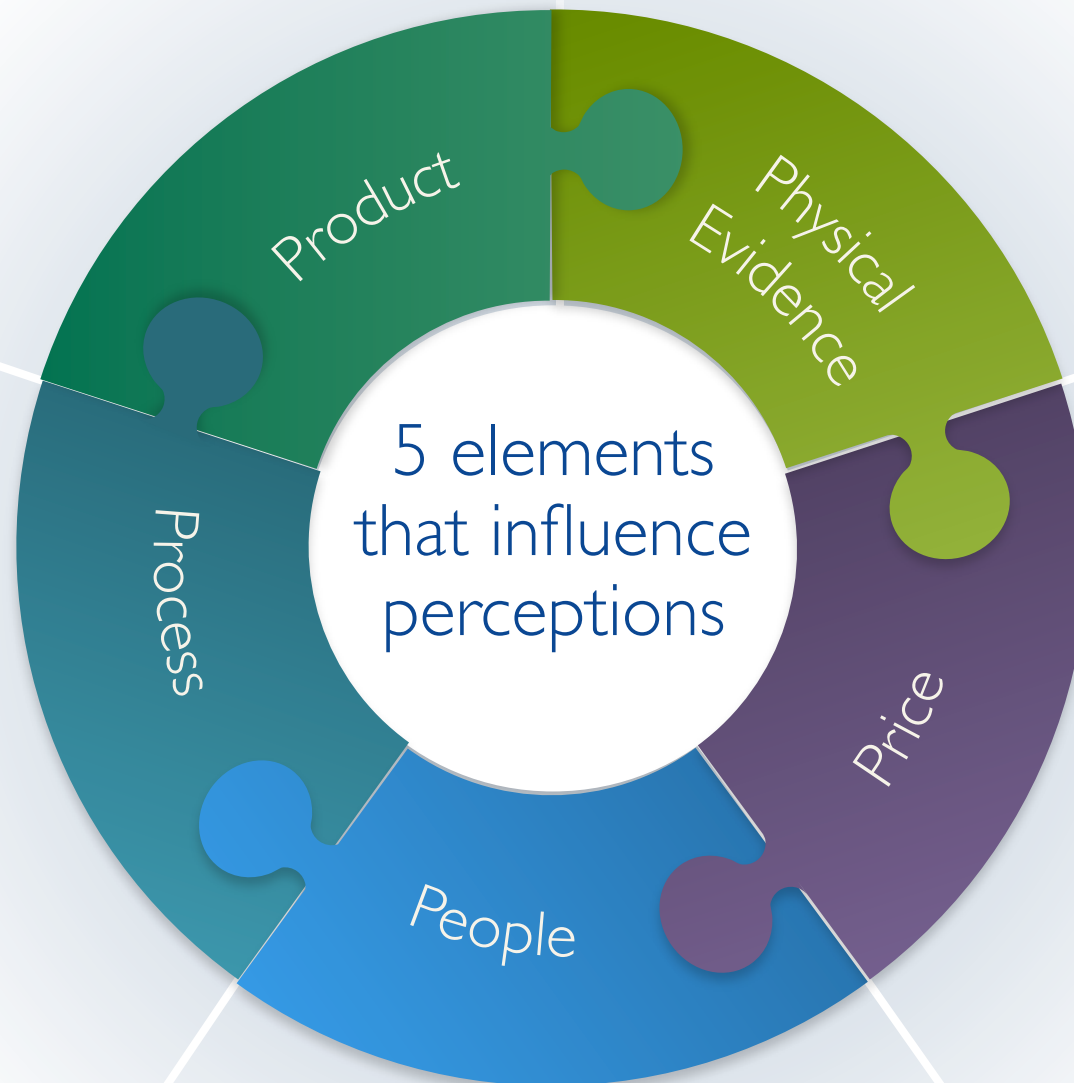 Product
Physical
Evidence
5 elements
that influence
perceptions
Process
Price
People